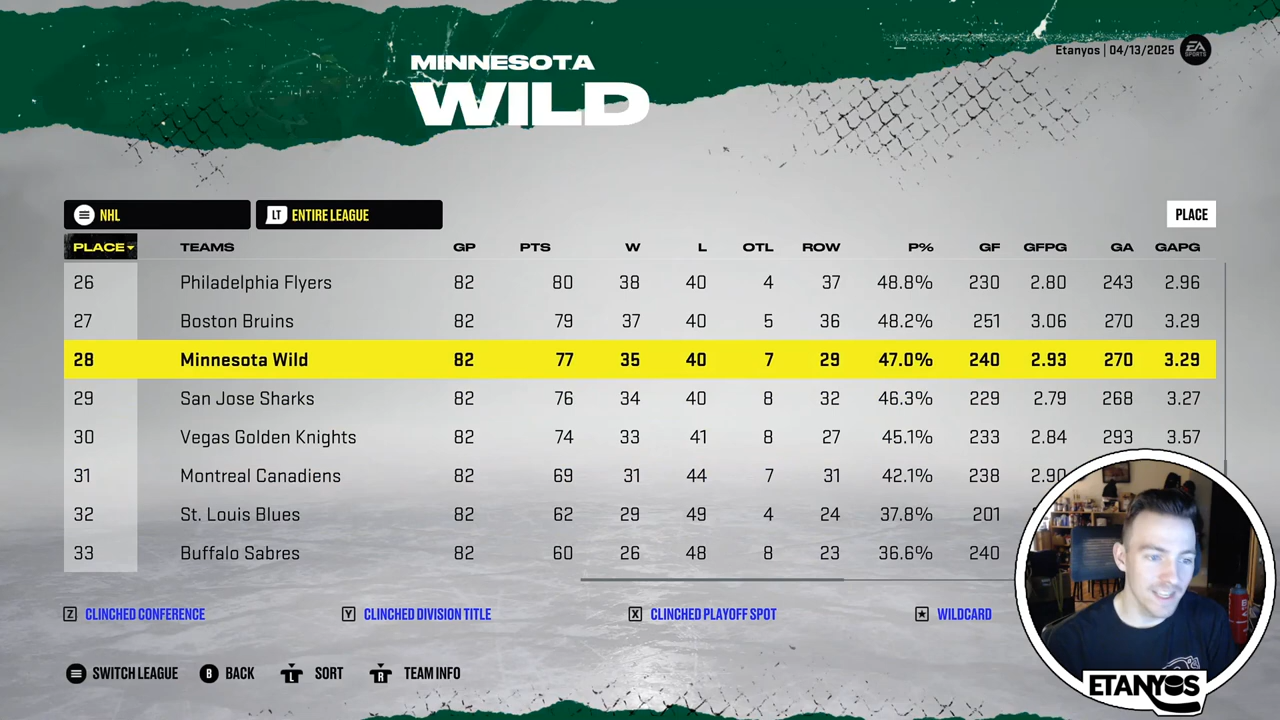 MINNESOTA
WILD
Etanyos | 04/13/2025 EA SPORTS
NHL LT ENTIRE LEAGUE PLACE
PLACE TEAMS GP PTS W L OTL ROW P% GF GFPG GA GAPG
26 Philadelphia Flyers 82 80 38 40 4 37 48.8% 230 2.80 243 2.96
27 Boston Bruins 82 79 37 40 5 36 48.2% 251 3.06 270 3.29
28 Minnesota Wild 82 77 35 40 7 29 47.0% 240 2.93 270 3.29
29 San Jose Sharks 82 76 34 40 8 32 46.3% 229 2.79 268 3.27
30 Vegas Golden Knights 82 74 33 41 8 27 45.1% 233 2.84 293 3.57
31 Montreal Canadiens 82 69 31 44 7 31 42.1% 238 2.90
32 St. Louis Blues 82 62 29 49 4 24 37.8% 201
33 Buffalo Sabres 82 60 26 48 8 23 36.6% 240
Z CLINCHED CONFERENCE Y CLINCHED DIVISION TITLE X CLINCHED PLAYOFF SPOT ★ WILDCARD
SWITCH LEAGUE B BACK L SORT R TEAM INFO
ETANYOS